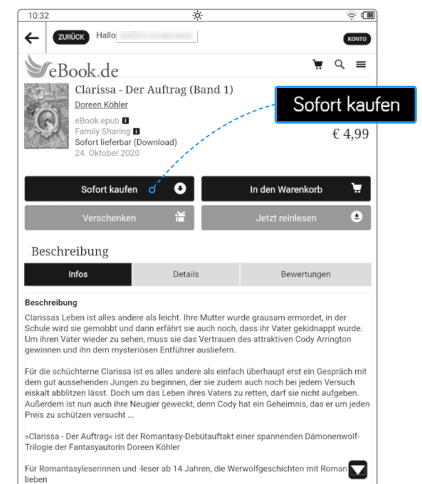 10:32
ZURÜCK Hallo KONTO
eBook.de
Clarissa - Der Auftrag (Band 1)
Doreen Köhler
eBook epub
Family Sharing
Sofort lieferbar (Download)
24. Oktober 2020
Sofort kaufen
€ 4,99
Sofort kaufen In den Warenkorb
Verschenken Jetzt reinlesen
Beschreibung
Infos Details Bewertungen
Beschreibung
Clarissas Leben ist alles andere als leicht. Ihre Mutter wurde grausam ermordet, in der
Schule wird sie gemobbt und dann erfährt sie auch noch, dass ihr Vater gekidnappt wurde.
Um ihren Vater wieder zu sehen, muss sie das Vertrauen des attraktiven Cody Arrington
gewinnen und ihn dem mysteriösen Entführer ausliefern.
Für die schüchterne Clarissa ist es alles andere als einfach überhaupt erst ein Gespräch mit
dem gut aussehenden Jungen zu beginnen, der sie zudem auch noch bei jedem Versuch
eiskalt abblitzen lässt. Doch um das Leben ihres Vaters zu retten, darf sie nicht aufgeben.
Außerdem ist nun auch ihre Neugier geweckt, denn Cody hat ein Geheimnis, das er um jeden
Preis zu schützen versucht ...
»Clarissa - Der Auftrag« ist der Romantasy-Debütauftakt einer spannenden Dämonenwolf-
Trilogie der Fantasyautorin Doreen Köhler
Für Romantasyleserinnen und -leser ab 14 Jahren, die Werwolfgeschichten mit Roman
lieben